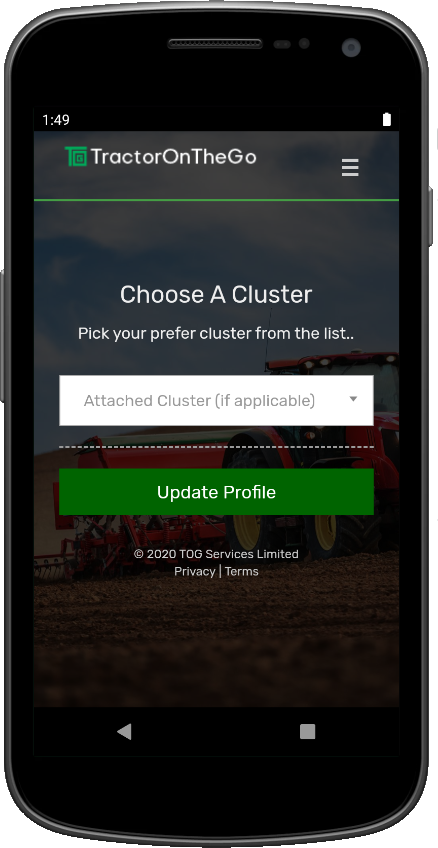 1:49
TractorOnTheGo
Choose A Cluster
Pick your prefer cluster from the list..
Attached Cluster (if applicable)
Update Profile
© 2020 TOG Services Limited
Privacy | Terms